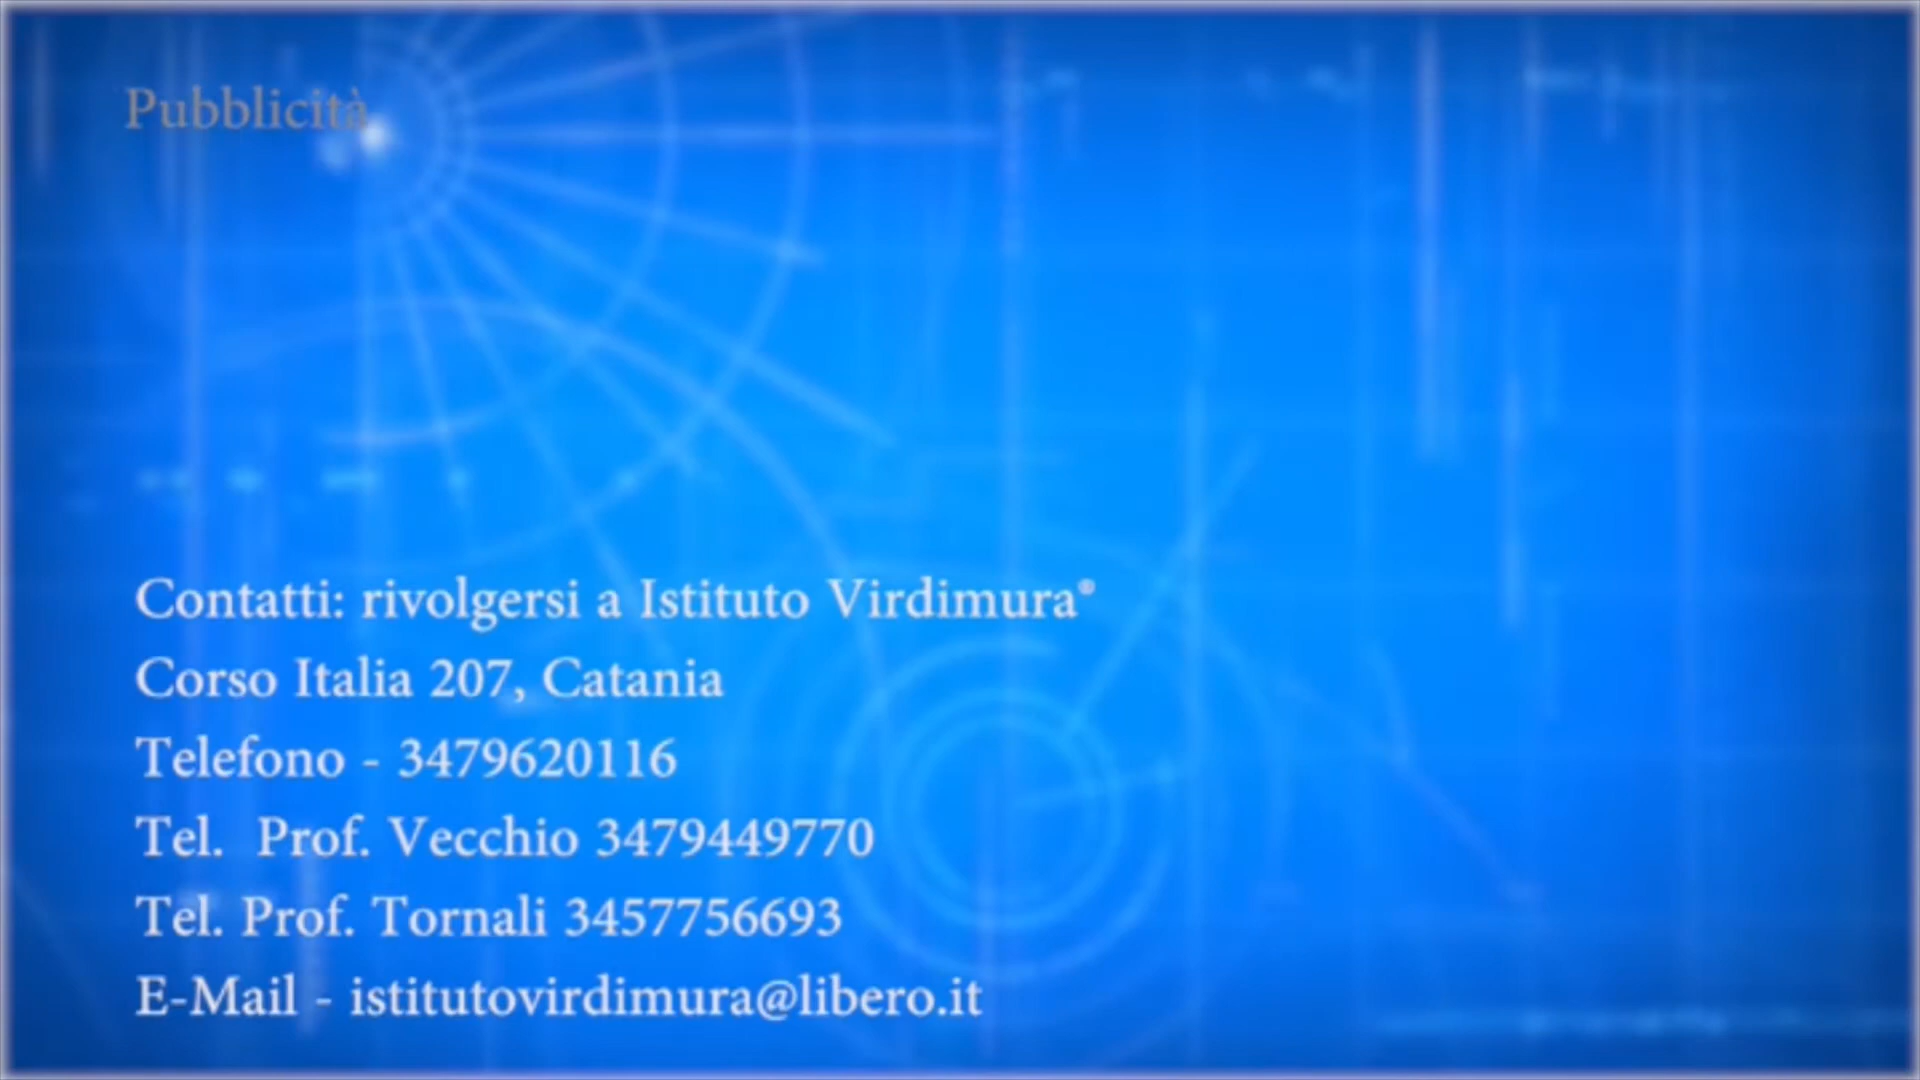 Pubblicità
Contatti: rivolgersi a Istituto Virdimura®
Corso Italia 207, Catania
Telefono - 3479620116
Tel. Prof. Vecchio 3479449770
Tel. Prof. Tornali 3457756693
E-Mail - istitutovirdimura@libero.it